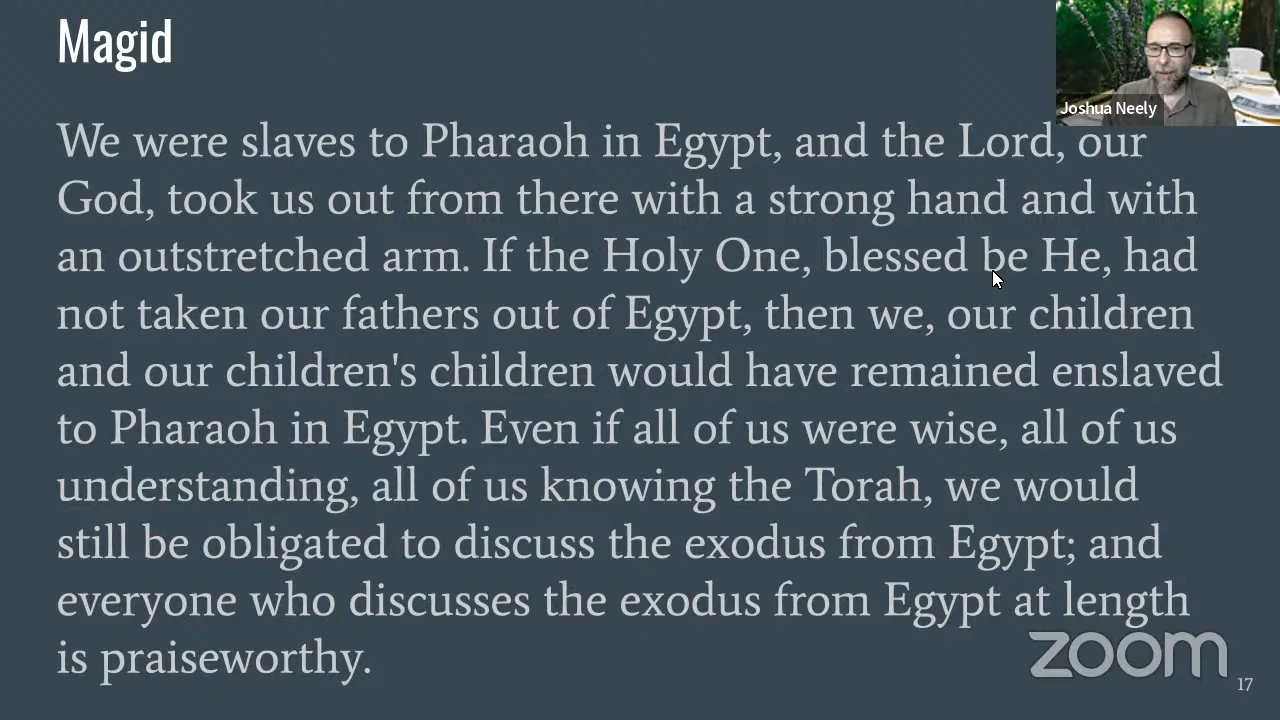 Magid
Joshua Neely
We were slaves to Pharaoh in Egypt, and the Lord, our
God, took us out from there with a strong hand and with
an outstretched arm. If the Holy One, blessed be He, had
not taken our fathers out of Egypt, then we, our children
and our children's children would have remained enslaved
to Pharaoh in Egypt. Even if all of us were wise, all of us
understanding, all of us knowing the Torah, we would
still be obligated to discuss the exodus from Egypt; and
everyone who discusses the exodus from Egypt at length
is praiseworthy.
zoom
17